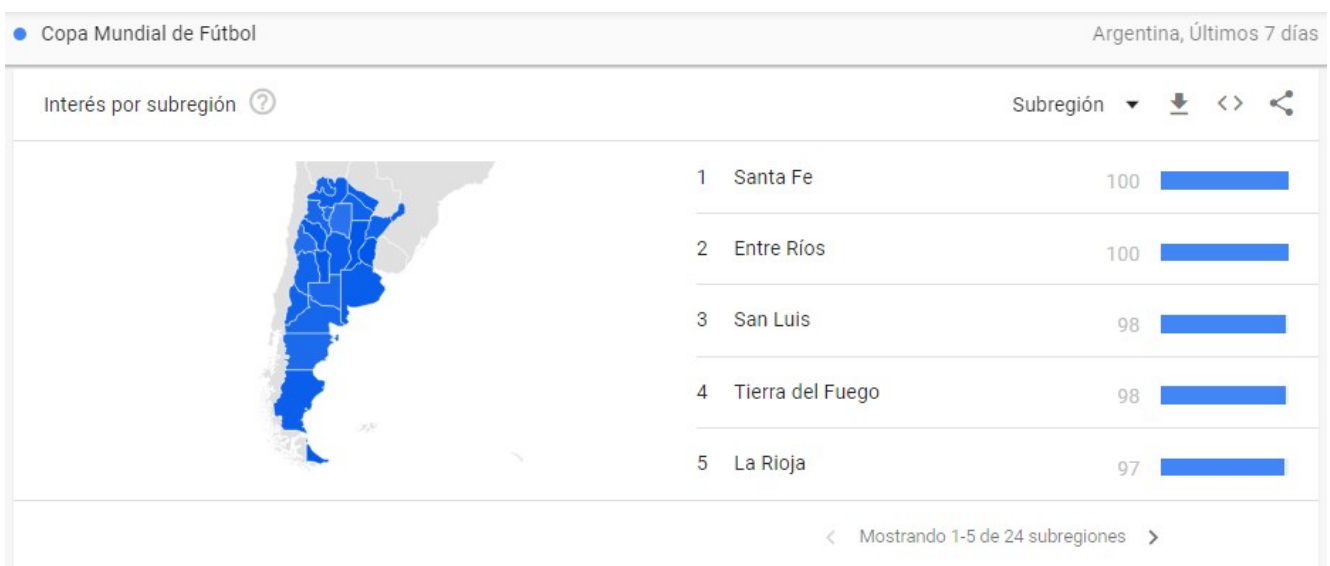 Copa Mundial de Fútbol
Argentina, Últimos 7 días
Interés por subregión ?
Subregión
1 Santa Fe 100
2 Entre Ríos 100
3 San Luis 98
4 Tierra del Fuego 98
5 La Rioja 97
Mostrando 1-5 de 24 subregiones